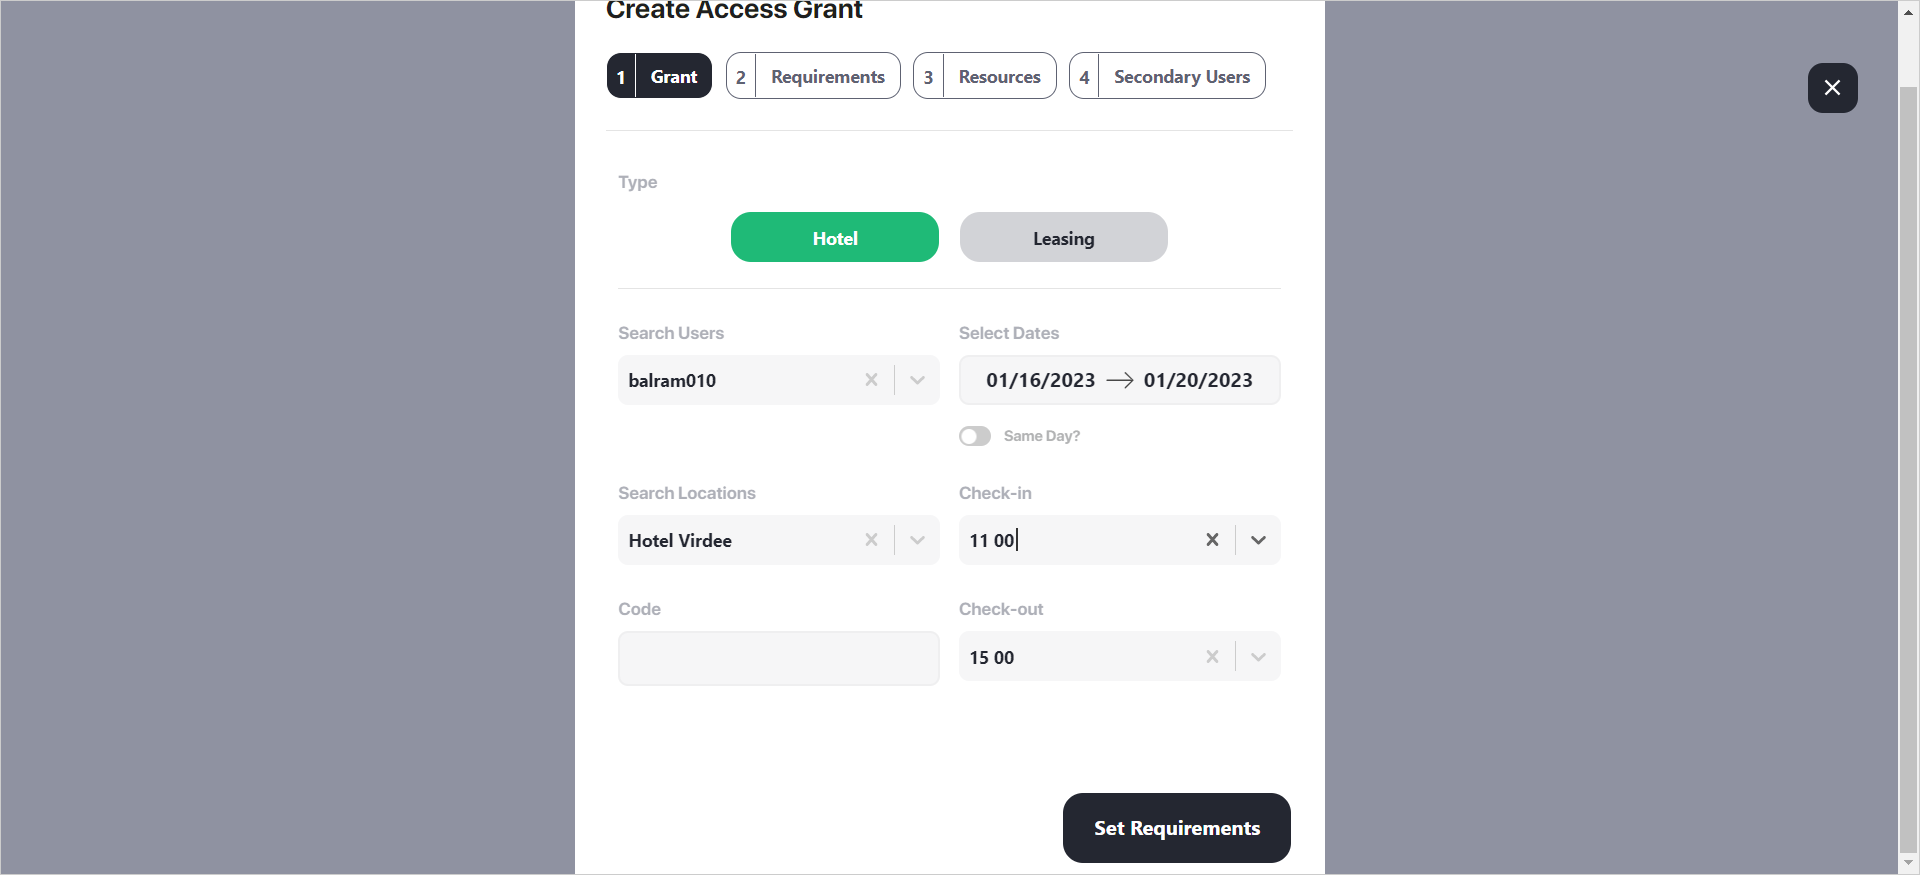 Create Access Grant
1 Grant 2 Requirements 3 Resources 4 Secondary Users
Type
Hotel Leasing
Search Users Select Dates
balram010 01/16/2023 → 01/20/2023
Same Day?
Search Locations Check-in
Hotel Virdee 11 00
Code Check-out
15 00
Set Requirements